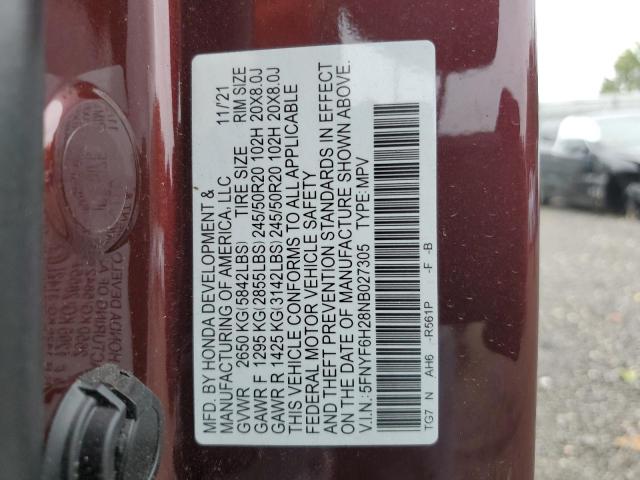 MFD. BY HONDA DEVELOPMENT &
MANUFACTURING OF AMERICA, LLC 11/21
GVWR 2650 KG(5842LBS) TIRE SIZE RIM SIZE
GAWR F 1295 KG(2855LBS) 245/50R20 102H 20X8.0J
GAWR R 1425 KG(3142LBS) 245/50R20 102H 20X8.0J
THIS VEHICLE CONFORMS TO ALL APPLICABLE
FEDERAL MOTOR VEHICLE SAFETY
AND THEFT PREVENTION STANDARDS IN EFFECT
ON THE DATE OF MANUFACTURE SHOWN ABOVE.
V.I.N.: 5FNYF6H28NB027305 TYPE: MPV
TG7 N AH6 -R561P -F -B